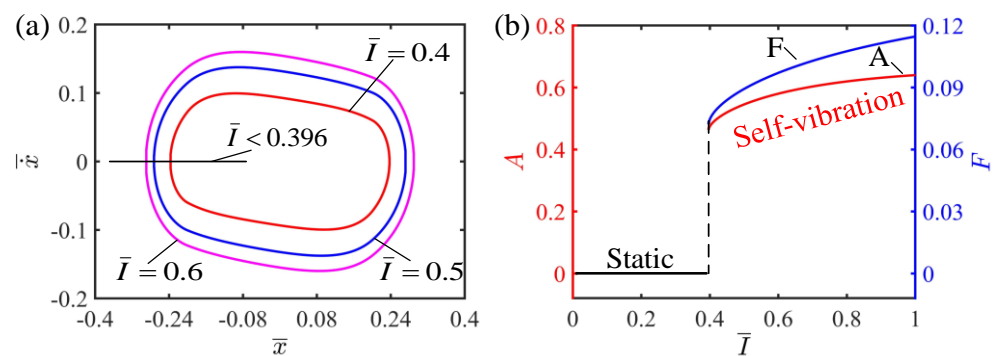 (a)
0.2
0.1
0
-0.1
-0.2
-0.4
-0.24
-0.08
0.08
0.24
0.4
x̄
ẋ̄
Ī = 0.4
Ī < 0.396
Ī = 0.6
Ī = 0.5
(b)
A
0.8
0.6
0.4
0.2
0
A
F
A
Self-vibration
Static
0
0.2
0.4
0.6
0.8
1
Ī
0.12
0.09
0.06
0.03
0
F̄